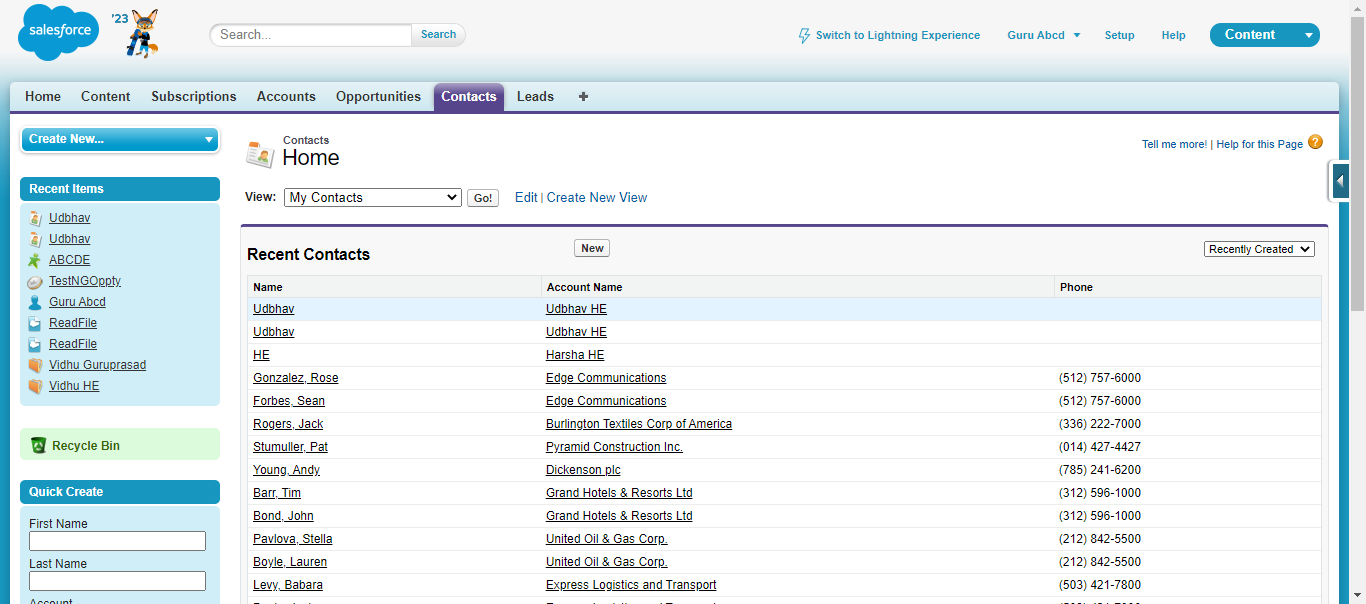 salesforce '23 Search... Search Switch to Lightning Experience Guru Abcd Setup Help Content
Home Content Subscriptions Accounts Opportunities Contacts Leads +
Create New...
Recent Items
Udbhav
Udbhav
ABCDE
TestNGOppty
Guru Abcd
ReadFile
ReadFile
Vidhu Guruprasad
Vidhu HE
Recycle Bin
Quick Create
First Name
Last Name
Contacts
Home
Tell me more! | Help for this Page ?
View: My Contacts Go! Edit | Create New View
Recent Contacts New Recently Created
Name Account Name Phone
Udbhav Udbhav HE
Udbhav Udbhav HE
HE Harsha HE
Gonzalez, Rose Edge Communications (512) 757-6000
Forbes, Sean Edge Communications (512) 757-6000
Rogers, Jack Burlington Textiles Corp of America (336) 222-7000
Stumuller, Pat Pyramid Construction Inc. (014) 427-4427
Young, Andy Dickenson plc (785) 241-6200
Barr, Tim Grand Hotels & Resorts Ltd (312) 596-1000
Bond, John Grand Hotels & Resorts Ltd (312) 596-1000
Pavlova, Stella United Oil & Gas Corp. (212) 842-5500
Boyle, Lauren United Oil & Gas Corp. (212) 842-5500
Levy, Babara Express Logistics and Transport (503) 421-7800